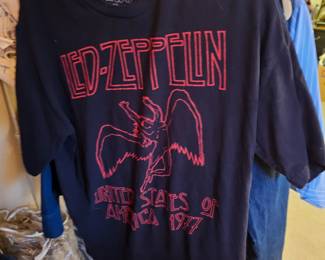 LED-ZEPPELIN
UNITED STATES OF
AMERICA 1977